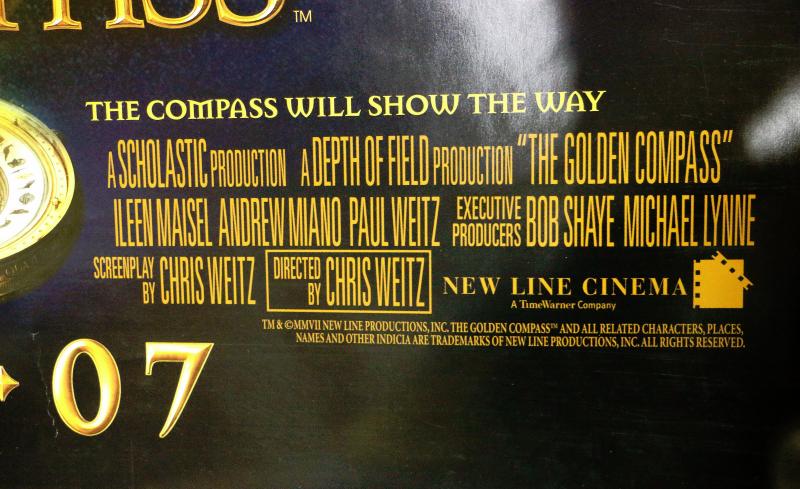 THE COMPASS WILL SHOW THE WAY
A SCHOLASTIC PRODUCTION A DEPTH OF FIELD PRODUCTION "THE GOLDEN COMPASS"
ILEEN MAISEL ANDREW MIANO PAUL WEITZ EXECUTIVE PRODUCERS BOB SHAYE MICHAEL LYNNE
SCREENPLAY BY CHRIS WEITZ DIRECTED BY CHRIS WEITZ NEW LINE CINEMA
A TimeWarner Company
TM & ©MMVII NEW LINE PRODUCTIONS, INC. THE GOLDEN COMPASS™ AND ALL RELATED CHARACTERS, PLACES,
NAMES AND OTHER INDICIA ARE TRADEMARKS OF NEW LINE PRODUCTIONS, INC. ALL RIGHTS RESERVED.
07